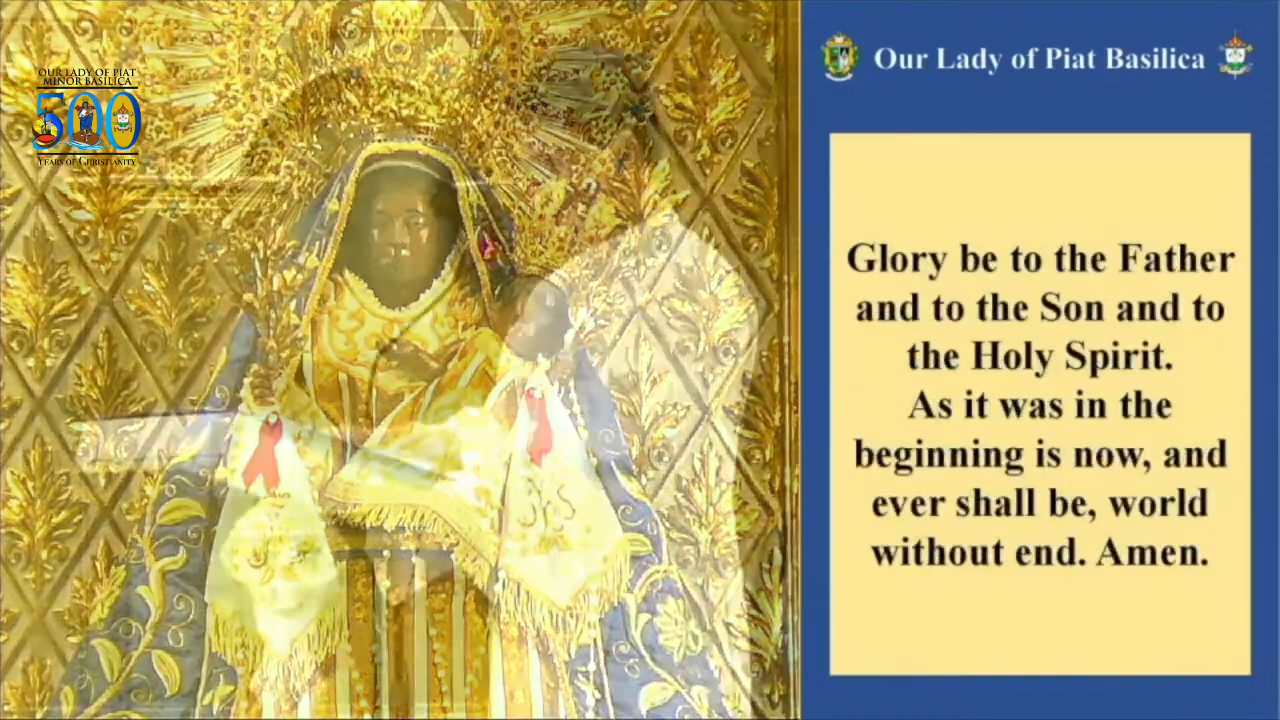 OUR LADY OF PIAT
MINOR BASILICA
500
YEARS OF CHRISTIANITY
Our Lady of Piat Basilica
Glory be to the Father
and to the Son and to
the Holy Spirit.
As it was in the
beginning is now, and
ever shall be, world
without end. Amen.